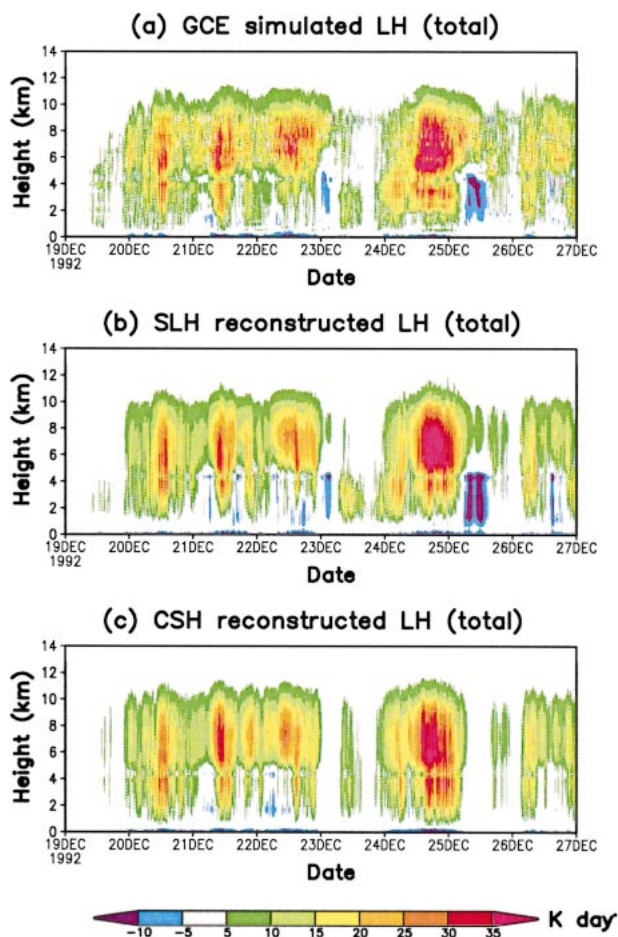 (a) GCE simulated LH (total)
14
12
10
8
6
4
2
0
Height (km)
19DEC 20DEC 21DEC 22DEC 23DEC 24DEC 25DEC 26DEC 27DEC
1992
Date
(b) SLH reconstructed LH (total)
14
12
10
8
6
4
2
0
Height (km)
19DEC 20DEC 21DEC 22DEC 23DEC 24DEC 25DEC 26DEC 27DEC
1992
Date
(c) CSH reconstructed LH (total)
14
12
10
8
6
4
2
0
Height (km)
19DEC 20DEC 21DEC 22DEC 23DEC 24DEC 25DEC 26DEC 27DEC
1992
Date
-10 -5 5 10 15 20 25 30 35 K day